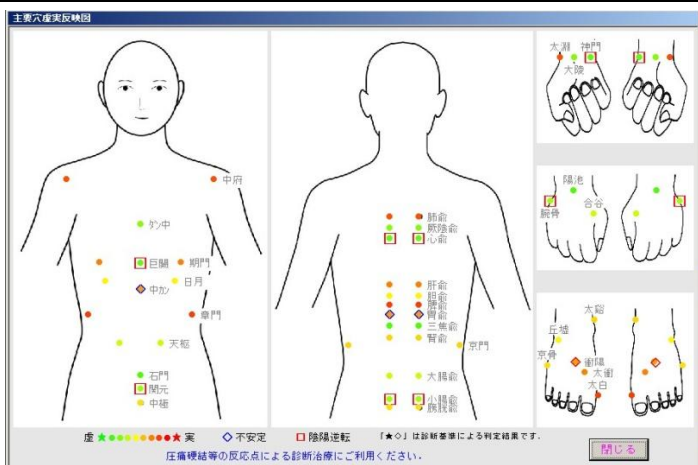 主要穴虚実反映図
中府
ダン中
巨闕
期門
日月
中カン
章門
天枢
石門
関元
中極
肺兪
厥陰兪
心兪
肝兪
胆兪
脾兪
胃兪
三焦兪
腎兪
京門
大腸兪
小腸兪
膀胱兪
太淵 神門
大陵
陽池
腕骨
合谷
太谿
丘墟
京骨
衝陽
太衝
太白
虚 ★ 実 ★ ◇ 不安定 □ 陰陽逆転 「★◇」は診断基準による判定結果です.
圧痛硬結等の反応点による診断治療にご利用ください.
閉じる